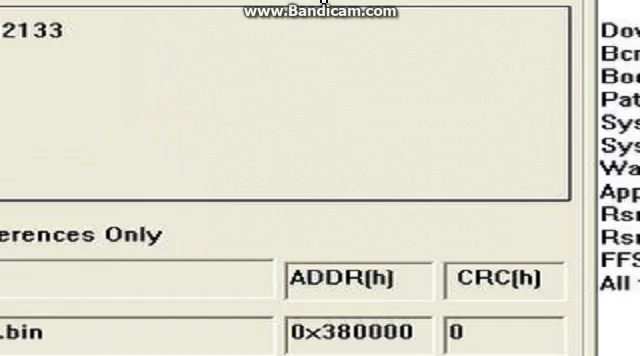 www.Bandicam.com
2133
erences Only
ADDR(h)
CRC(h)
.bin
0x380000
0
Dow
Bcr
Boo
Pat
Sys
Sys
Wa
App
Rsr
Rsr
FFS
All